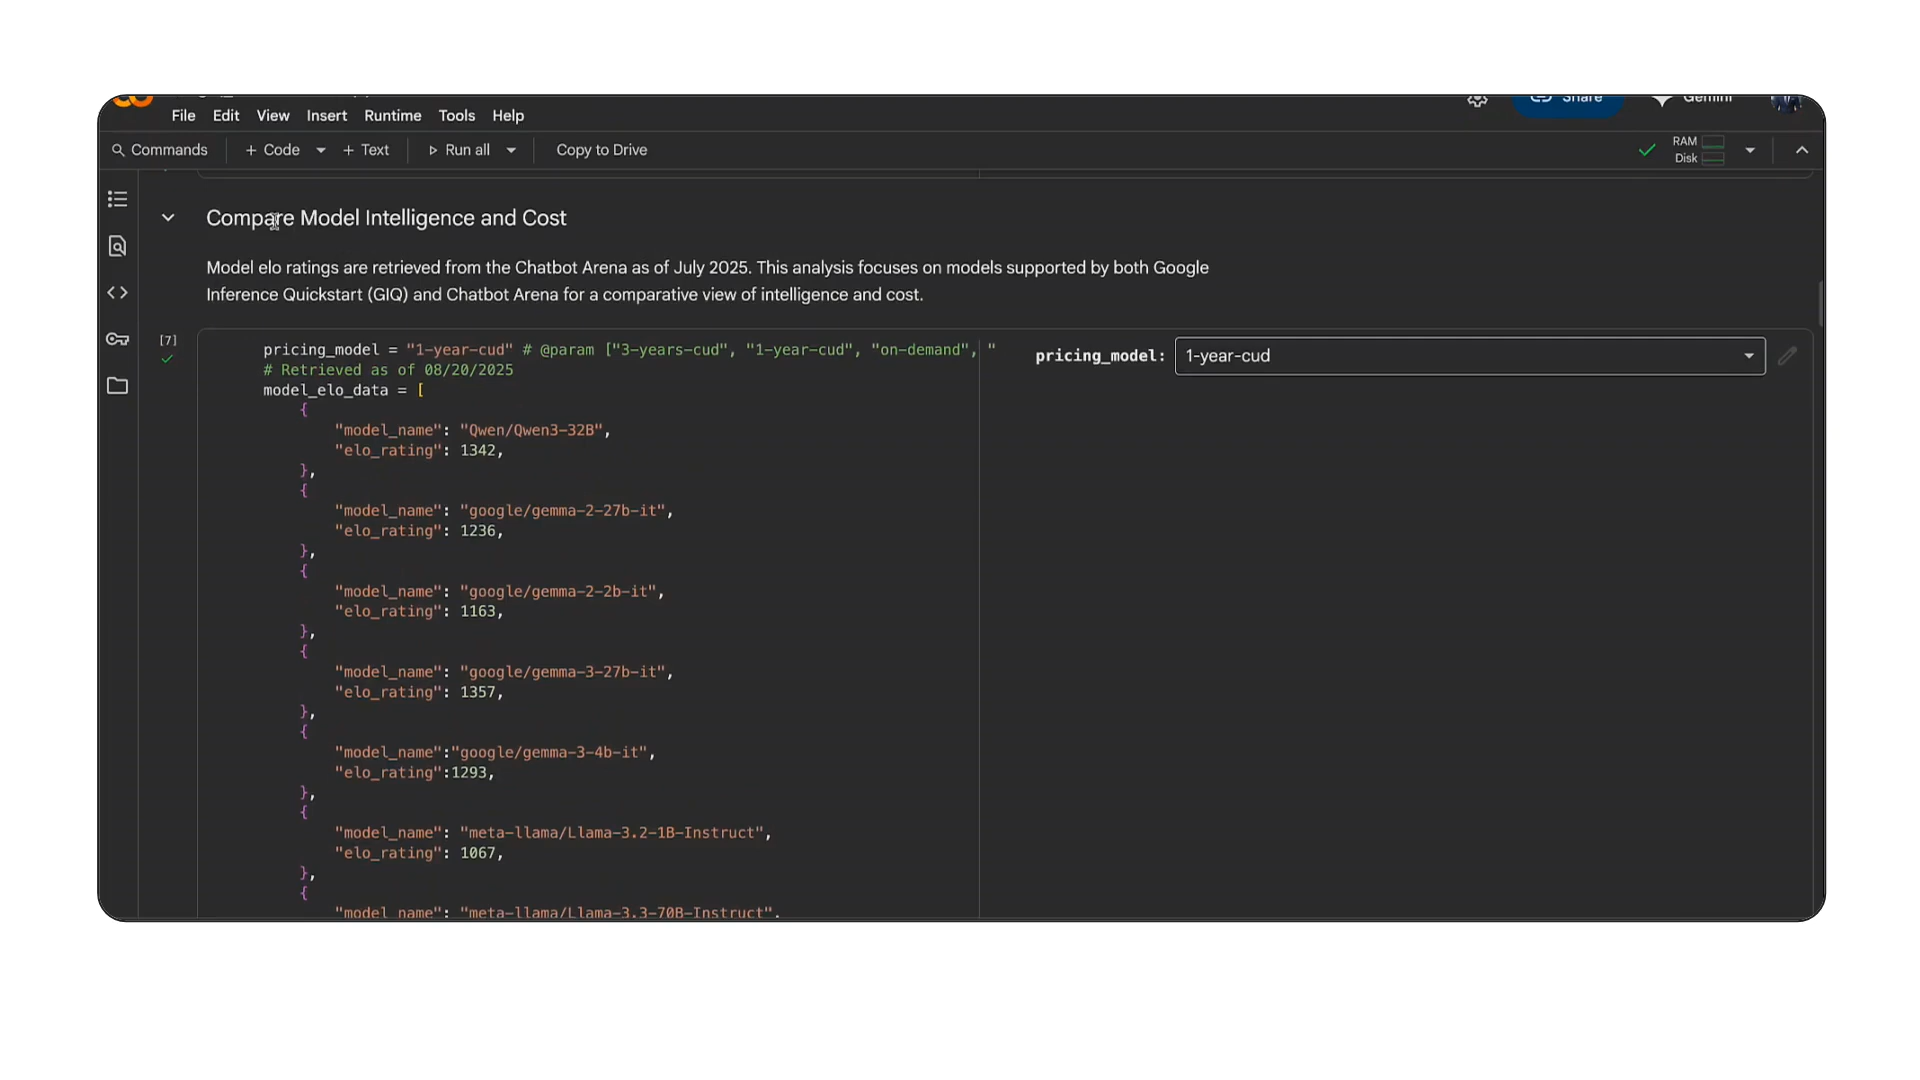 Share
Gemini
File Edit View Insert Runtime Tools Help
Commands + Code + Text Run all Copy to Drive
RAM
Disk
Compare Model Intelligence and Cost
Model elo ratings are retrieved from the Chatbot Arena as of July 2025. This analysis focuses on models supported by both Google
Inference Quickstart (GIQ) and Chatbot Arena for a comparative view of intelligence and cost.
[7]
pricing_model = "1-year-cud" # @param ["3-years-cud", "1-year-cud", "on-demand", "
pricing_model: 1-year-cud
# Retrieved as of 08/20/2025
model_elo_data = [
{
"model_name": "Qwen/Qwen3-32B",
"elo_rating": 1342,
},
{
"model_name": "google/gemma-2-27b-it",
"elo_rating": 1236,
},
{
"model_name": "google/gemma-2-2b-it",
"elo_rating": 1163,
},
{
"model_name": "google/gemma-3-27b-it",
"elo_rating": 1357,
},
{
"model_name":"google/gemma-3-4b-it",
"elo_rating":1293,
},
{
"model_name": "meta-llama/Llama-3.2-1B-Instruct",
"elo_rating": 1067,
},
{
"model_name": "meta-llama/Llama-3.3-70B-Instruct",